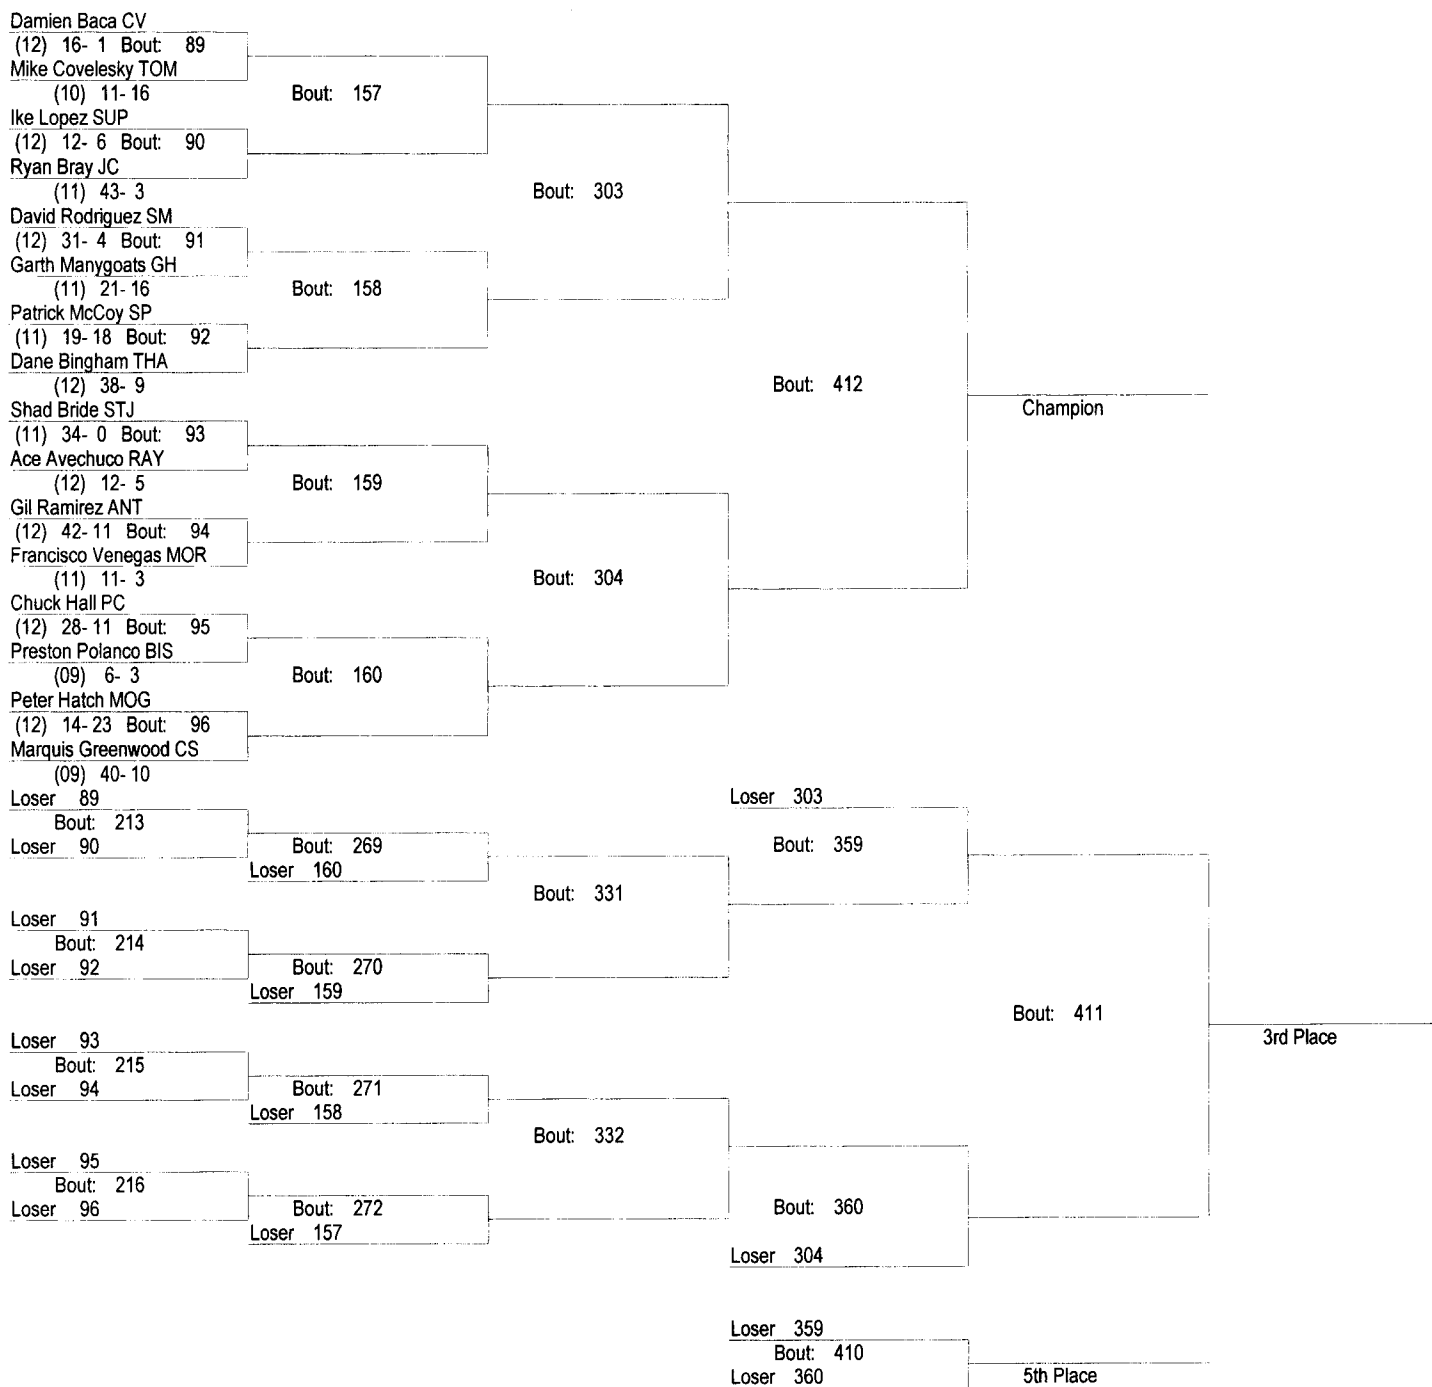 Damien Baca CV
(12) 16- 1 Bout: 89
Mike Covelesky TOM
(10) 11- 16
Bout: 157
Ike Lopez SUP
(12) 12- 6 Bout: 90
Ryan Bray JC
(11) 43- 3
Bout: 303
David Rodriguez SM
(12) 31- 4 Bout: 91
Garth Manygoats GH
(11) 21- 16
Bout: 158
Patrick McCoy SP
(11) 19- 18 Bout: 92
Dane Bingham THA
(12) 38- 9
Bout: 412
Champion
Shad Bride STJ
(11) 34- 0 Bout: 93
Ace Avechuco RAY
(12) 12- 5
Bout: 159
Gil Ramirez ANT
(12) 42- 11 Bout: 94
Francisco Venegas MOR
(11) 11- 3
Bout: 304
Chuck Hall PC
(12) 28- 11 Bout: 95
Preston Polanco BIS
(09) 6- 3
Bout: 160
Peter Hatch MOG
(12) 14- 23 Bout: 96
Marquis Greenwood CS
(09) 40- 10
Loser 89
Bout: 213
Loser 90
Bout: 269
Loser 160
Loser 303
Bout: 359
Bout: 331
Loser 91
Bout: 214
Loser 92
Bout: 270
Loser 159
Bout: 411
3rd Place
Loser 93
Bout: 215
Loser 94
Bout: 271
Loser 158
Bout: 332
Loser 95
Bout: 216
Loser 96
Bout: 272
Loser 157
Bout: 360
Loser 304
Loser 359
Bout: 410
Loser 360
5th Place